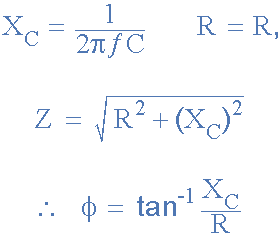 X_C = 1/(2πfC) R = R,
Z = √(R² + (X_C)²)
∴ ϕ = tan⁻¹ X_C/R